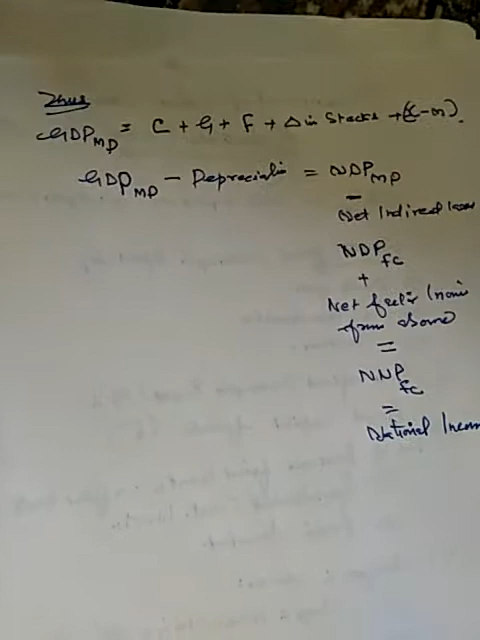 Thus
GDPMP = C + G + F + Δ in Stocks + (X-M).
GDPMP - Depreciation = NDPMP
-
Net Indirect taxes
NDPFC
+
Net factor Income
from abroad
=
NNPFC
=
National Income